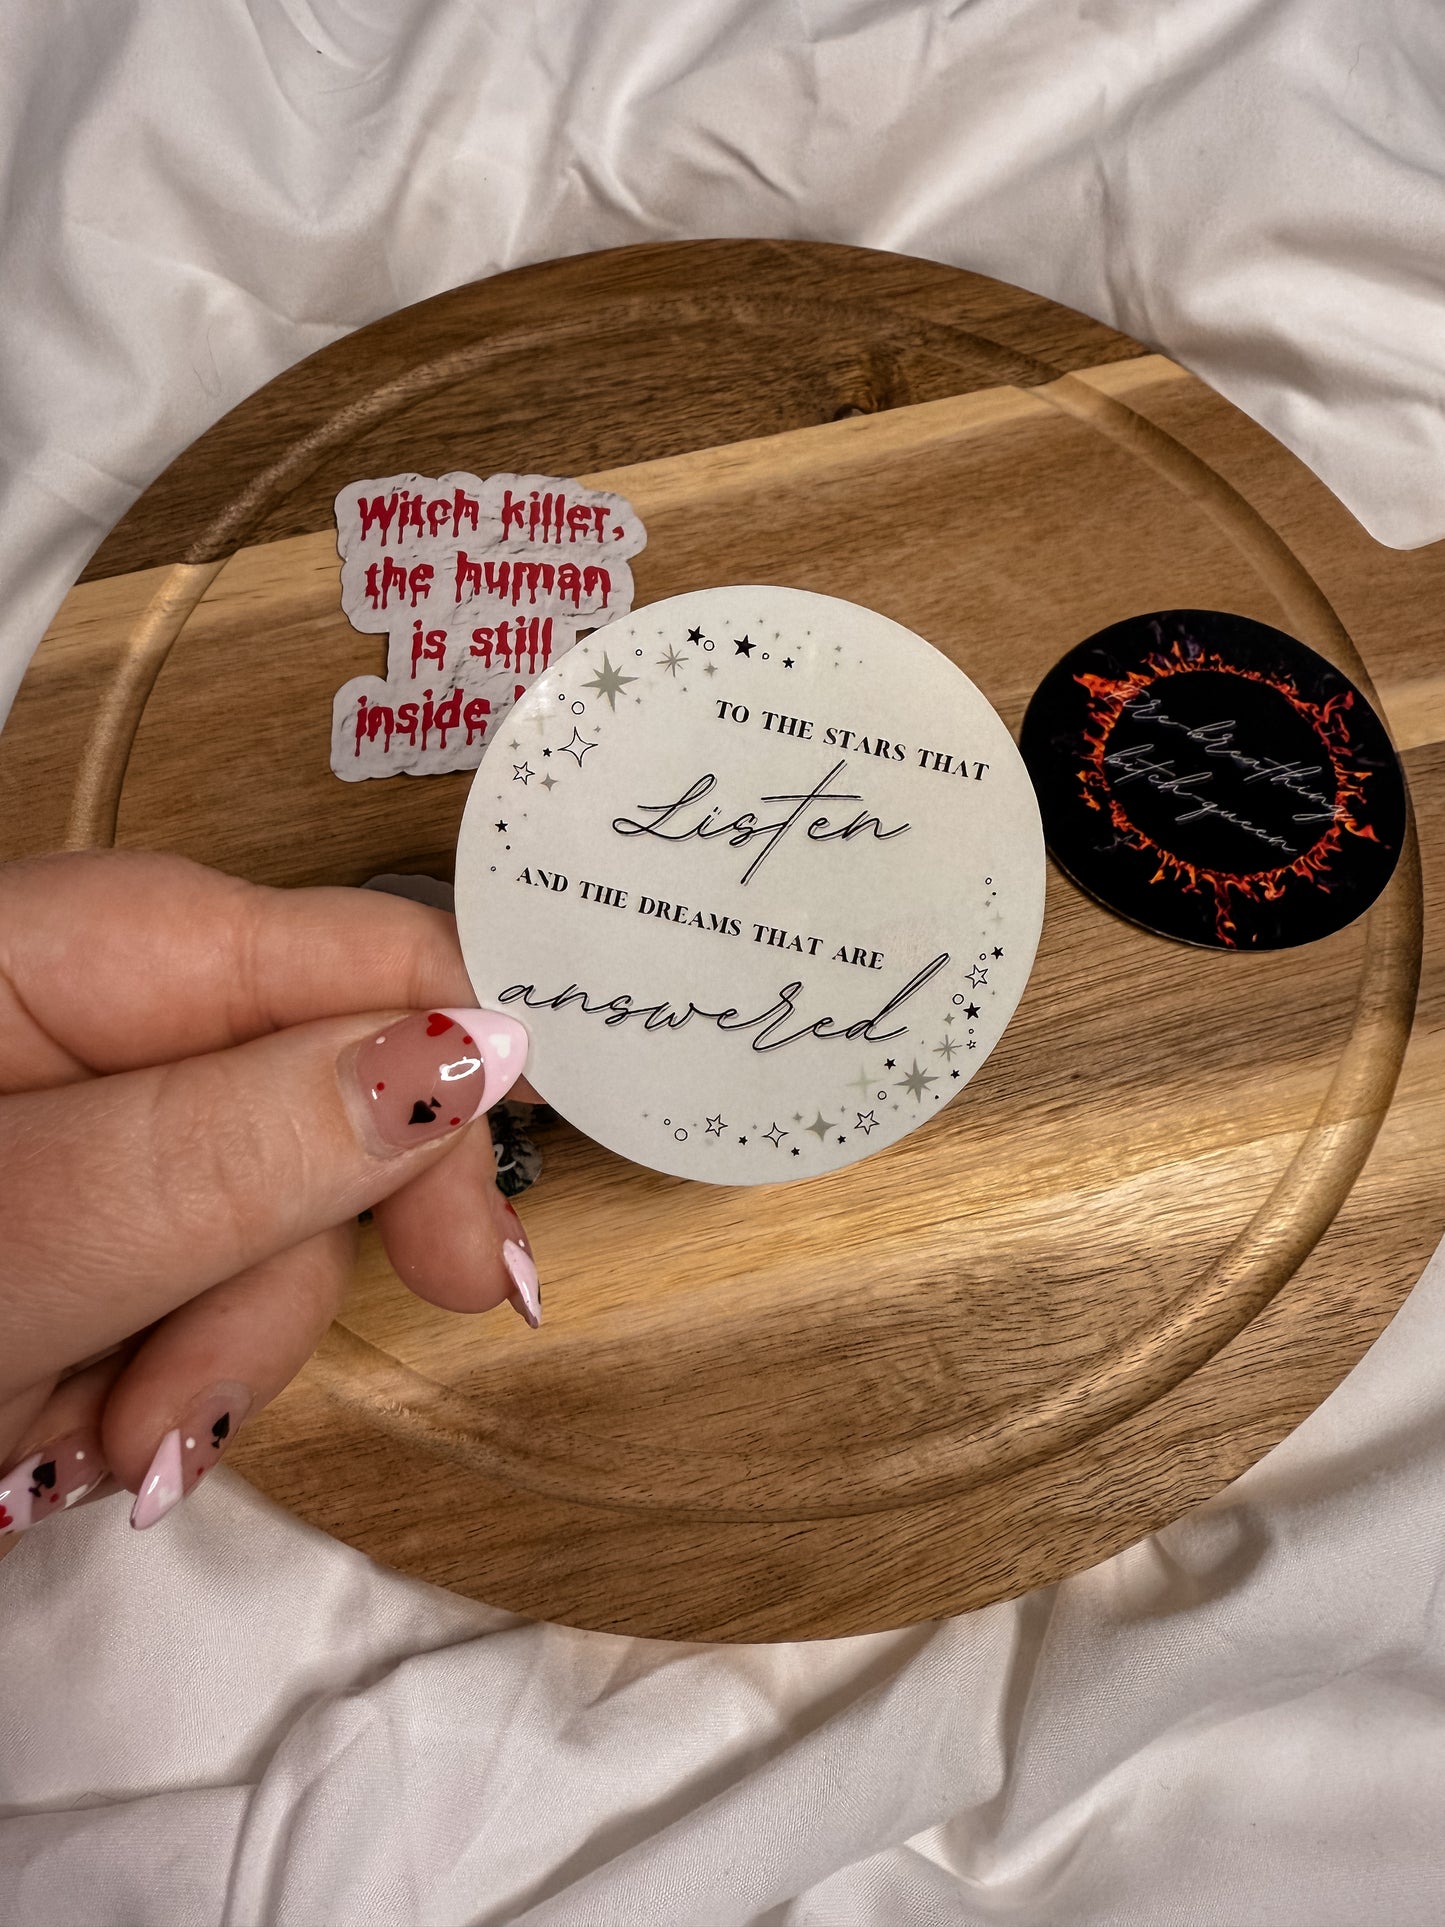 Witch killer,
the human
is still
inside
TO THE STARS THAT
Listen
AND THE DREAMS THAT ARE
answered
Fire-breathing
bitch-queen